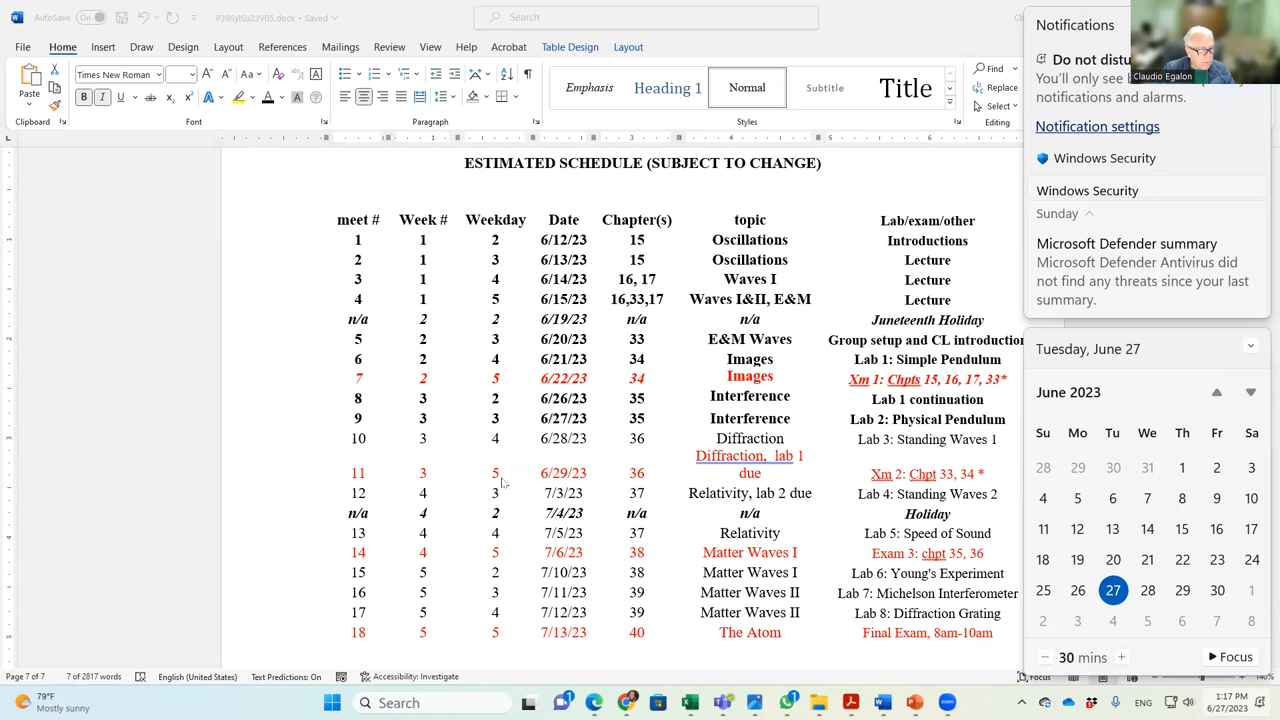 AutoSave On P39SylSu23V05.docx • Saved Search
File Home Insert Draw Design Layout References Mailings Review View Help Acrobat Table Design Layout
Paste Times New Roman Aa Emphasis Heading 1 Normal Subtitle Title Find Replace Select
Clipboard Font Paragraph Styles Editing
ESTIMATED SCHEDULE (SUBJECT TO CHANGE)
meet # Week # Weekday Date Chapter(s) topic Lab/exam/other
1 1 2 6/12/23 15 Oscillations Introductions
2 1 3 6/13/23 15 Oscillations Lecture
3 1 4 6/14/23 16, 17 Waves I Lecture
4 1 5 6/15/23 16,33,17 Waves I&II, E&M Lecture
n/a 2 2 6/19/23 n/a n/a Juneteenth Holiday
5 2 3 6/20/23 33 E&M Waves Group setup and CL introduction
6 2 4 6/21/23 34 Images Lab 1: Simple Pendulum
7 2 5 6/22/23 34 Images Xm 1: Chpts 15, 16, 17, 33*
8 3 2 6/26/23 35 Interference Lab 1 continuation
9 3 3 6/27/23 35 Interference Lab 2: Physical Pendulum
10 3 4 6/28/23 36 Diffraction Lab 3: Standing Waves 1
Diffraction, lab 1
11 3 5 6/29/23 36 due Xm 2: Chpt 33, 34 *
12 4 3 7/3/23 37 Relativity, lab 2 due Lab 4: Standing Waves 2
n/a 4 2 7/4/23 n/a n/a Holiday
13 4 4 7/5/23 37 Relativity Lab 5: Speed of Sound
14 4 5 7/6/23 38 Matter Waves I Exam 3: chpt 35, 36
15 5 2 7/10/23 38 Matter Waves I Lab 6: Young's Experiment
16 5 3 7/11/23 39 Matter Waves II Lab 7: Michelson Interferometer
17 5 4 7/12/23 39 Matter Waves II Lab 8: Diffraction Grating
18 5 5 7/13/23 40 The Atom Final Exam, 8am-10am
Notifications
Claudio Egalon
Do not distu
You'll only see
notifications and alarms.
Notification settings
Windows Security
Windows Security
Sunday
Microsoft Defender summary
Microsoft Defender Antivirus did
not find any threats since your last
summary.
Tuesday, June 27
June 2023
Su Mo Tu We Th Fr Sa
28 29 30 31 1 2 3
4 5 6 7 8 9 10
11 12 13 14 15 16 17
18 19 20 21 22 23 24
25 26 27 28 29 30 1
2 3 4 5 6 7 8
30 mins Focus
Page 7 of 7 7 of 2817 words English (United States) Text Predictions: On Accessibility: Investigate Focus 140%
79°F
Mostly sunny
Search
1:17 PM
6/27/2023